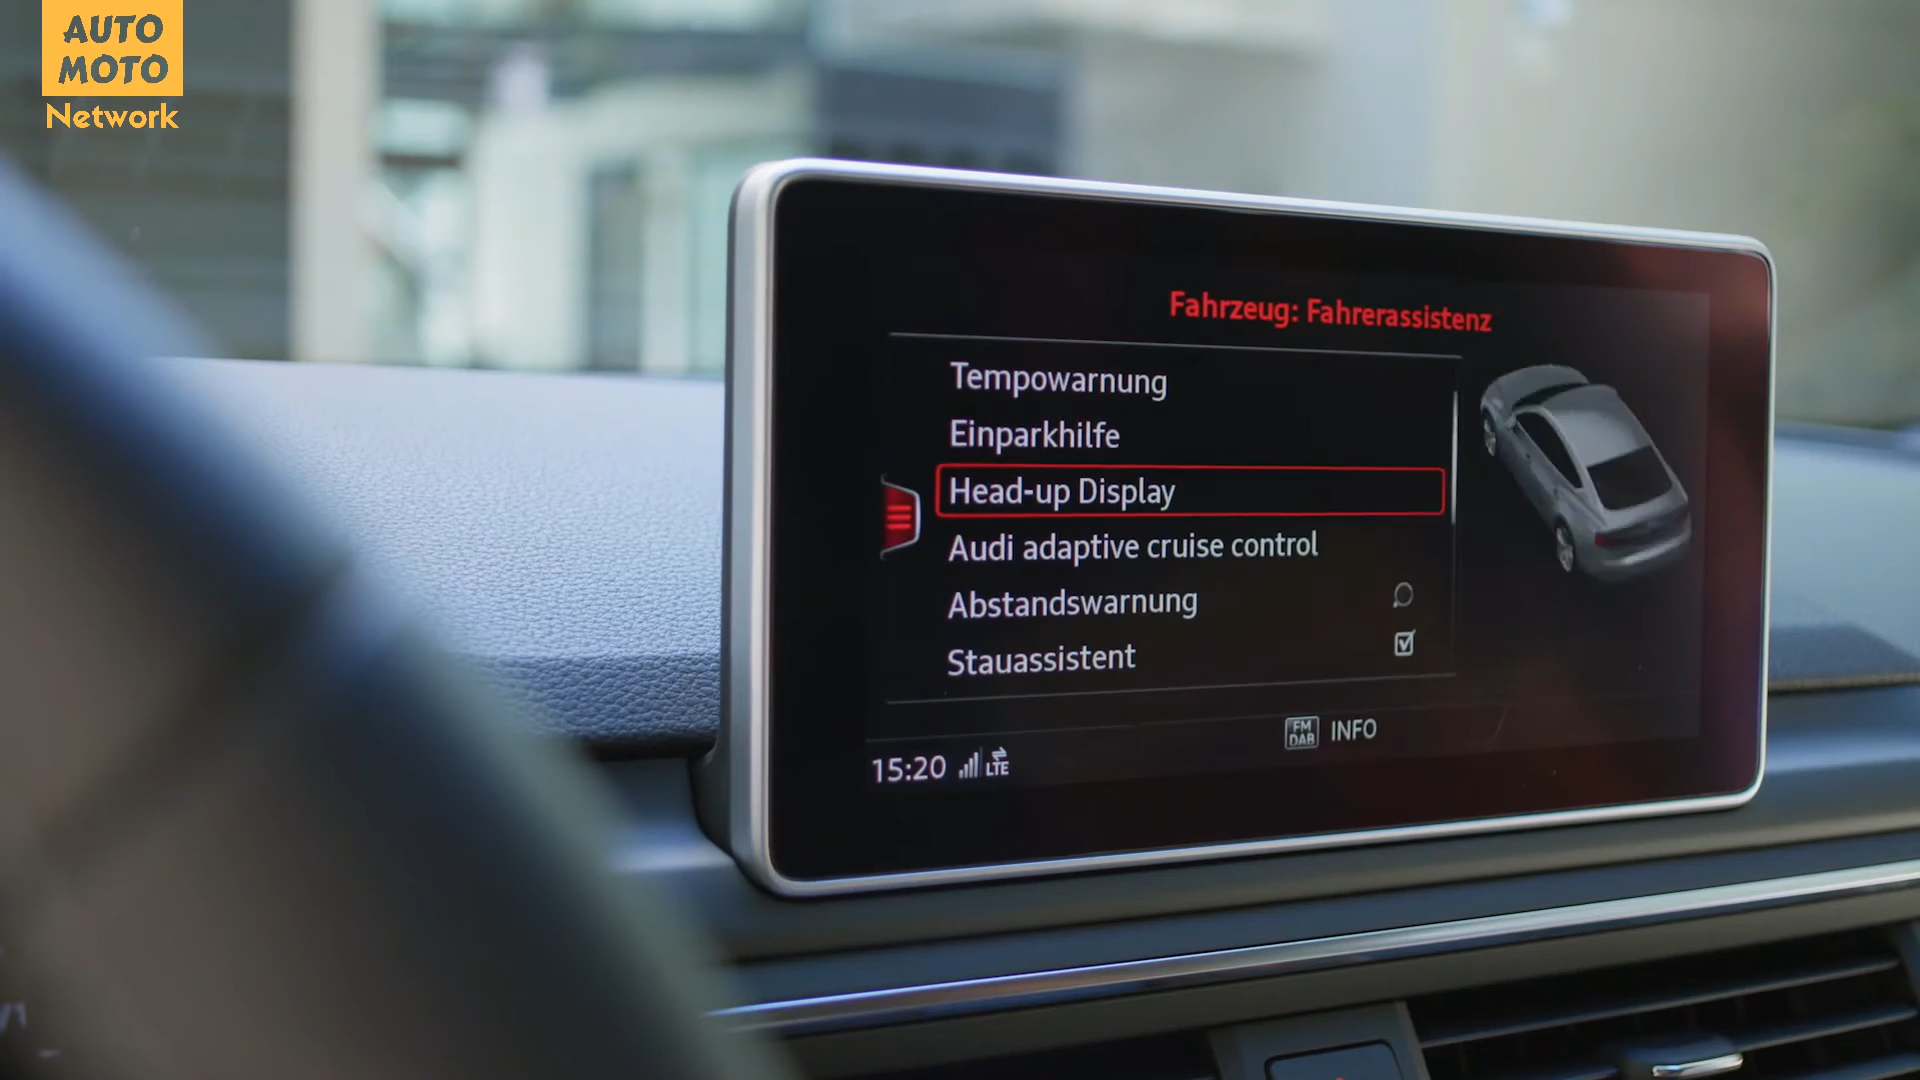 AUTO
MOTO
Network
Fahrzeug: Fahrerassistenz
Tempowarnung
Einparkhilfe
Head-up Display
Audi adaptive cruise control
Abstandswarnung
Stauassistent
FM
DAB
INFO
15:20
LTE